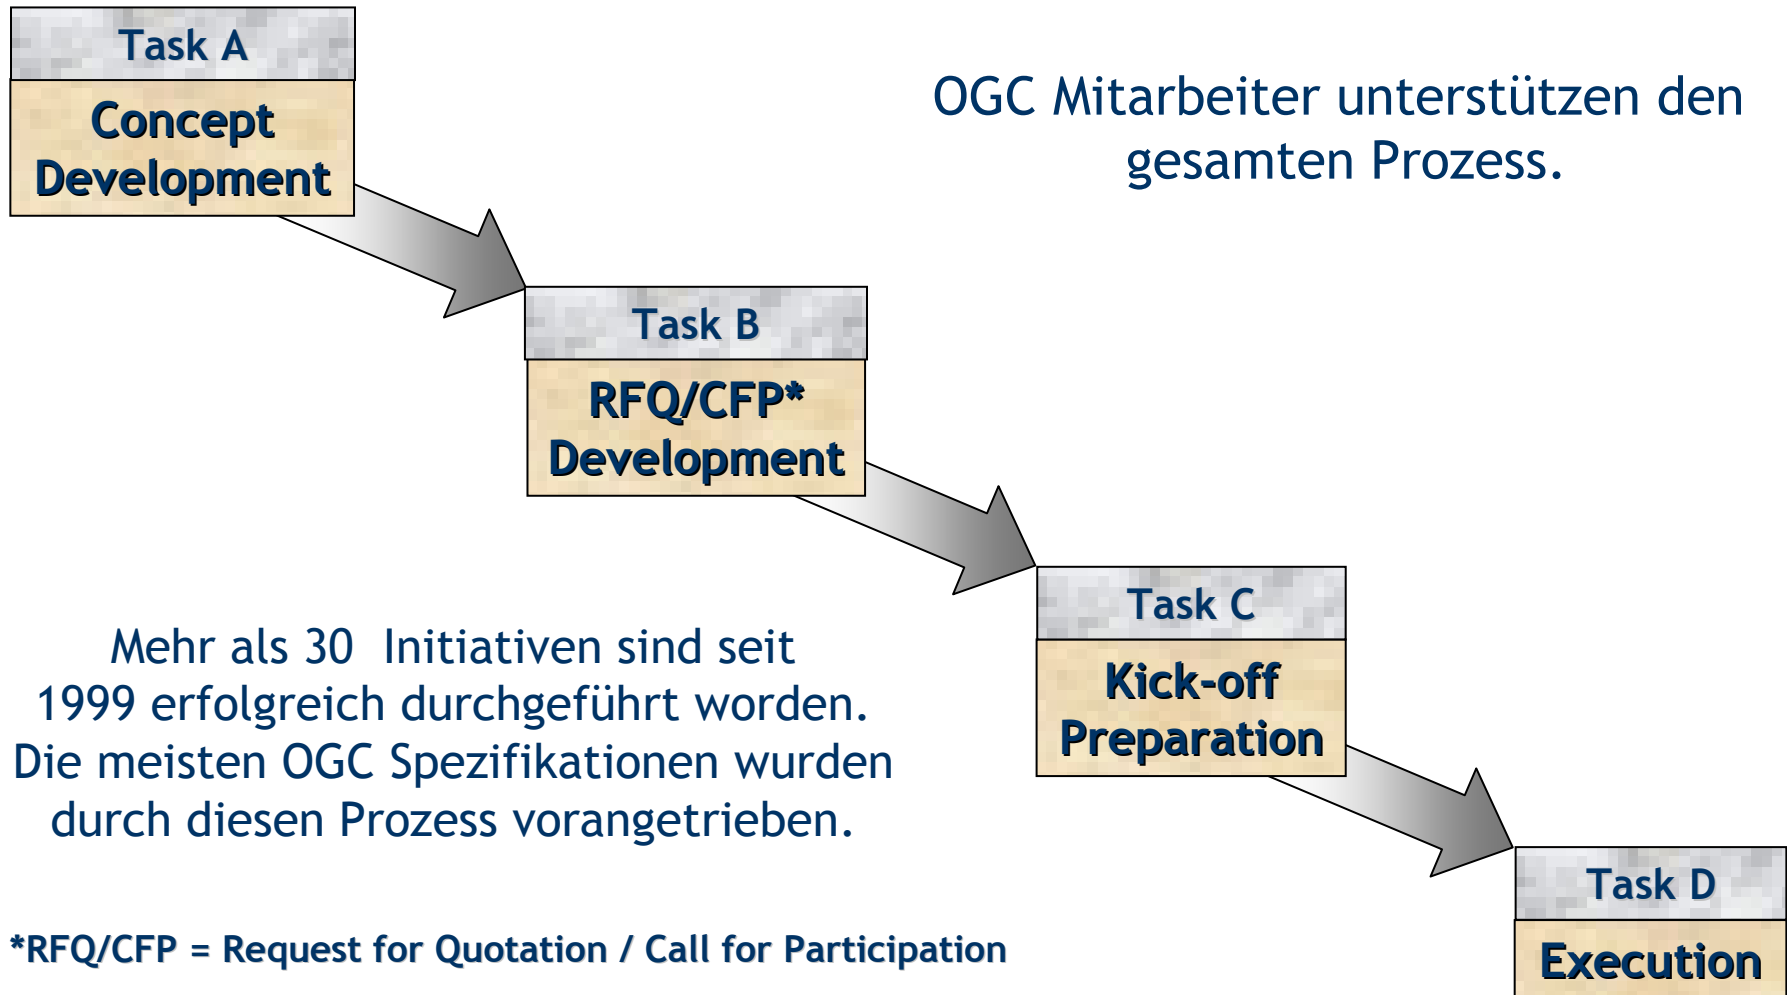 Task A
Concept
Development
OGC Mitarbeiter unterstützen den
gesamten Prozess.
Task B
RFQ/CFP*
Development
Task C
Kick-off
Preparation
Mehr als 30 Initiativen sind seit
1999 erfolgreich durchgeführt worden.
Die meisten OGC Spezifikationen wurden
durch diesen Prozess vorangetrieben.
Task D
Execution
*RFQ/CFP = Request for Quotation / Call for Participation